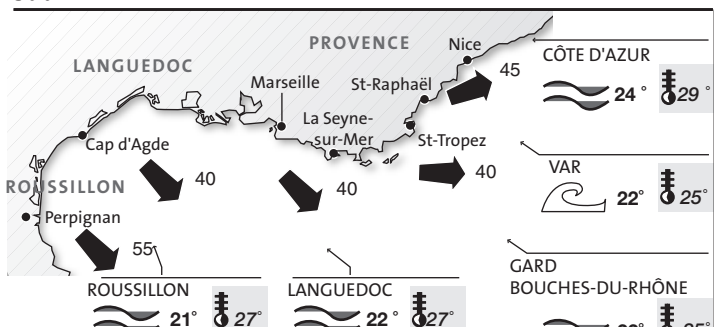 PROVENCE
Nice
LANGUEDOC
45
CÔTE D'AZUR
Marseille
St-Raphaël
24° 29°
La Seyne-
sur-Mer
St-Tropez
Cap d'Agde
40
40
40
VAR
22° 25°
ROUSSILLON
Perpignan
55
GARD
BOUCHES-DU-RHÔNE
ROUSSILLON
21° 27°
LANGUEDOC
22° 27°